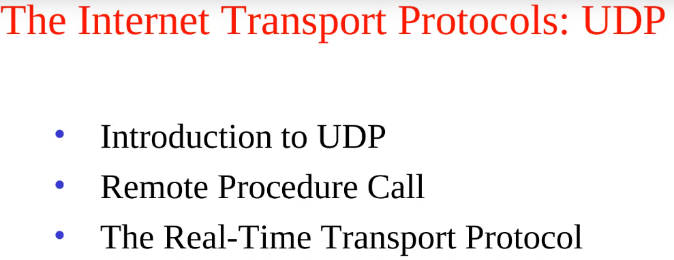 The Internet Transport Protocols: UDP
• Introduction to UDP
• Remote Procedure Call
• The Real-Time Transport Protocol